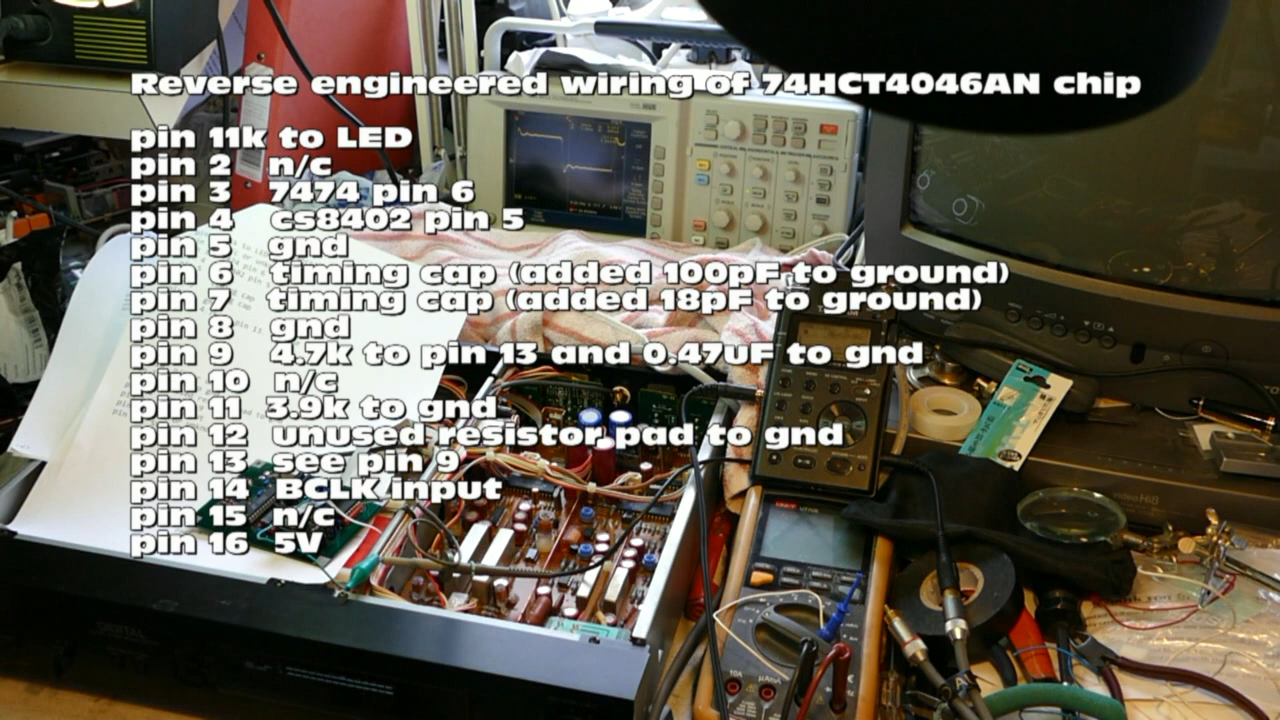 Reverse engineered wiring of 74HCT4046AN chip
pin 11k to LED
pin 2 n/c
pin 3 7474 pin 6
pin 4 cs8402 pin 5
pin 5 gnd
pin 6 timing cap (added 100pF to ground)
pin 7 timing cap (added 18pF to ground)
pin 8 gnd
pin 9 4.7k to pin 13 and 0.47uF to gnd
pin 10 n/c
pin 11 3.9k to gnd
pin 12 unused resistor pad to gnd
pin 13 see pin 9
pin 14 BCLK input
pin 15 n/c
pin 16 5V
video Hi8
10A